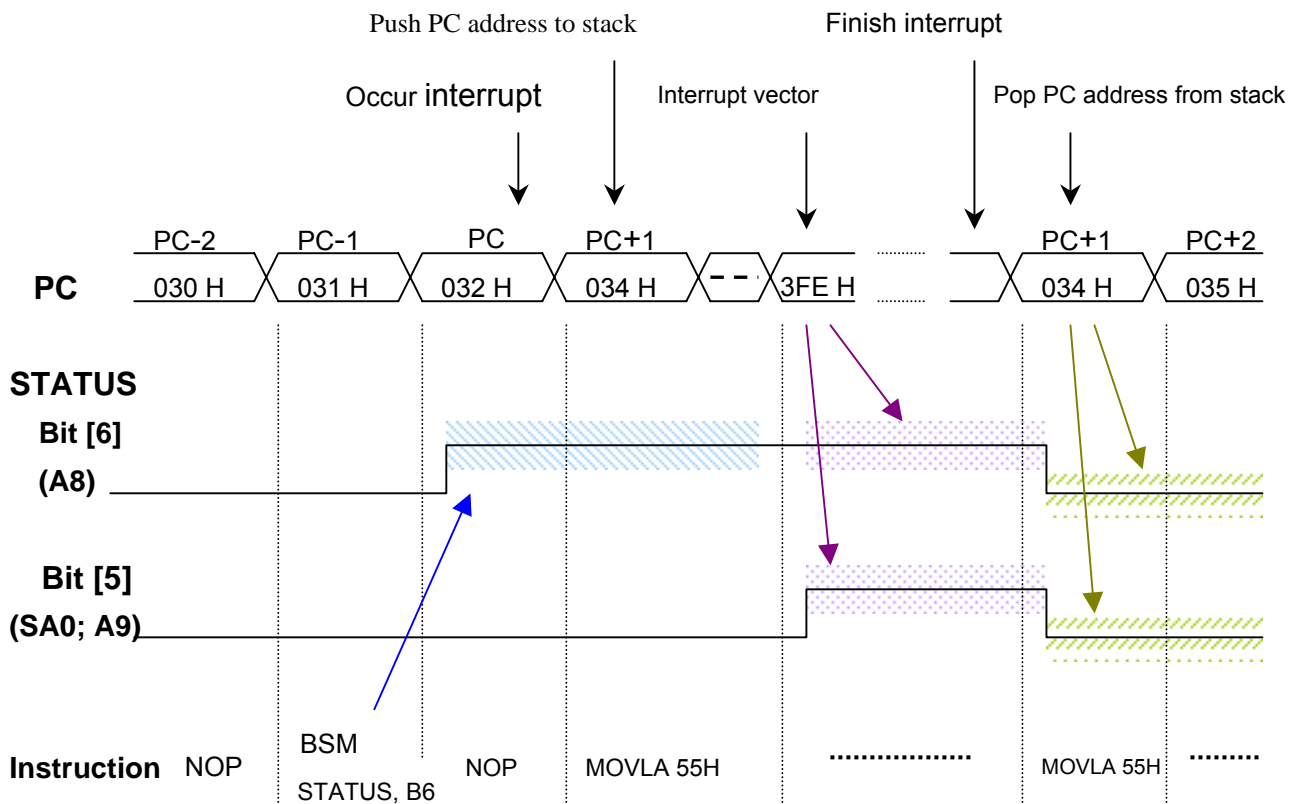 Push PC address to stack
Finish interrupt
Occur interrupt
Interrupt vector
Pop PC address from stack
PC-2 PC-1 PC PC+1 PC+1 PC+2
PC 030 H 031 H 032 H 034 H 3FE H 034 H 035 H
STATUS
Bit [6]
(A8)
Bit [5]
(SA0; A9)
BSM
Instruction NOP NOP MOVLA 55H MOVLA 55H
STATUS, B6